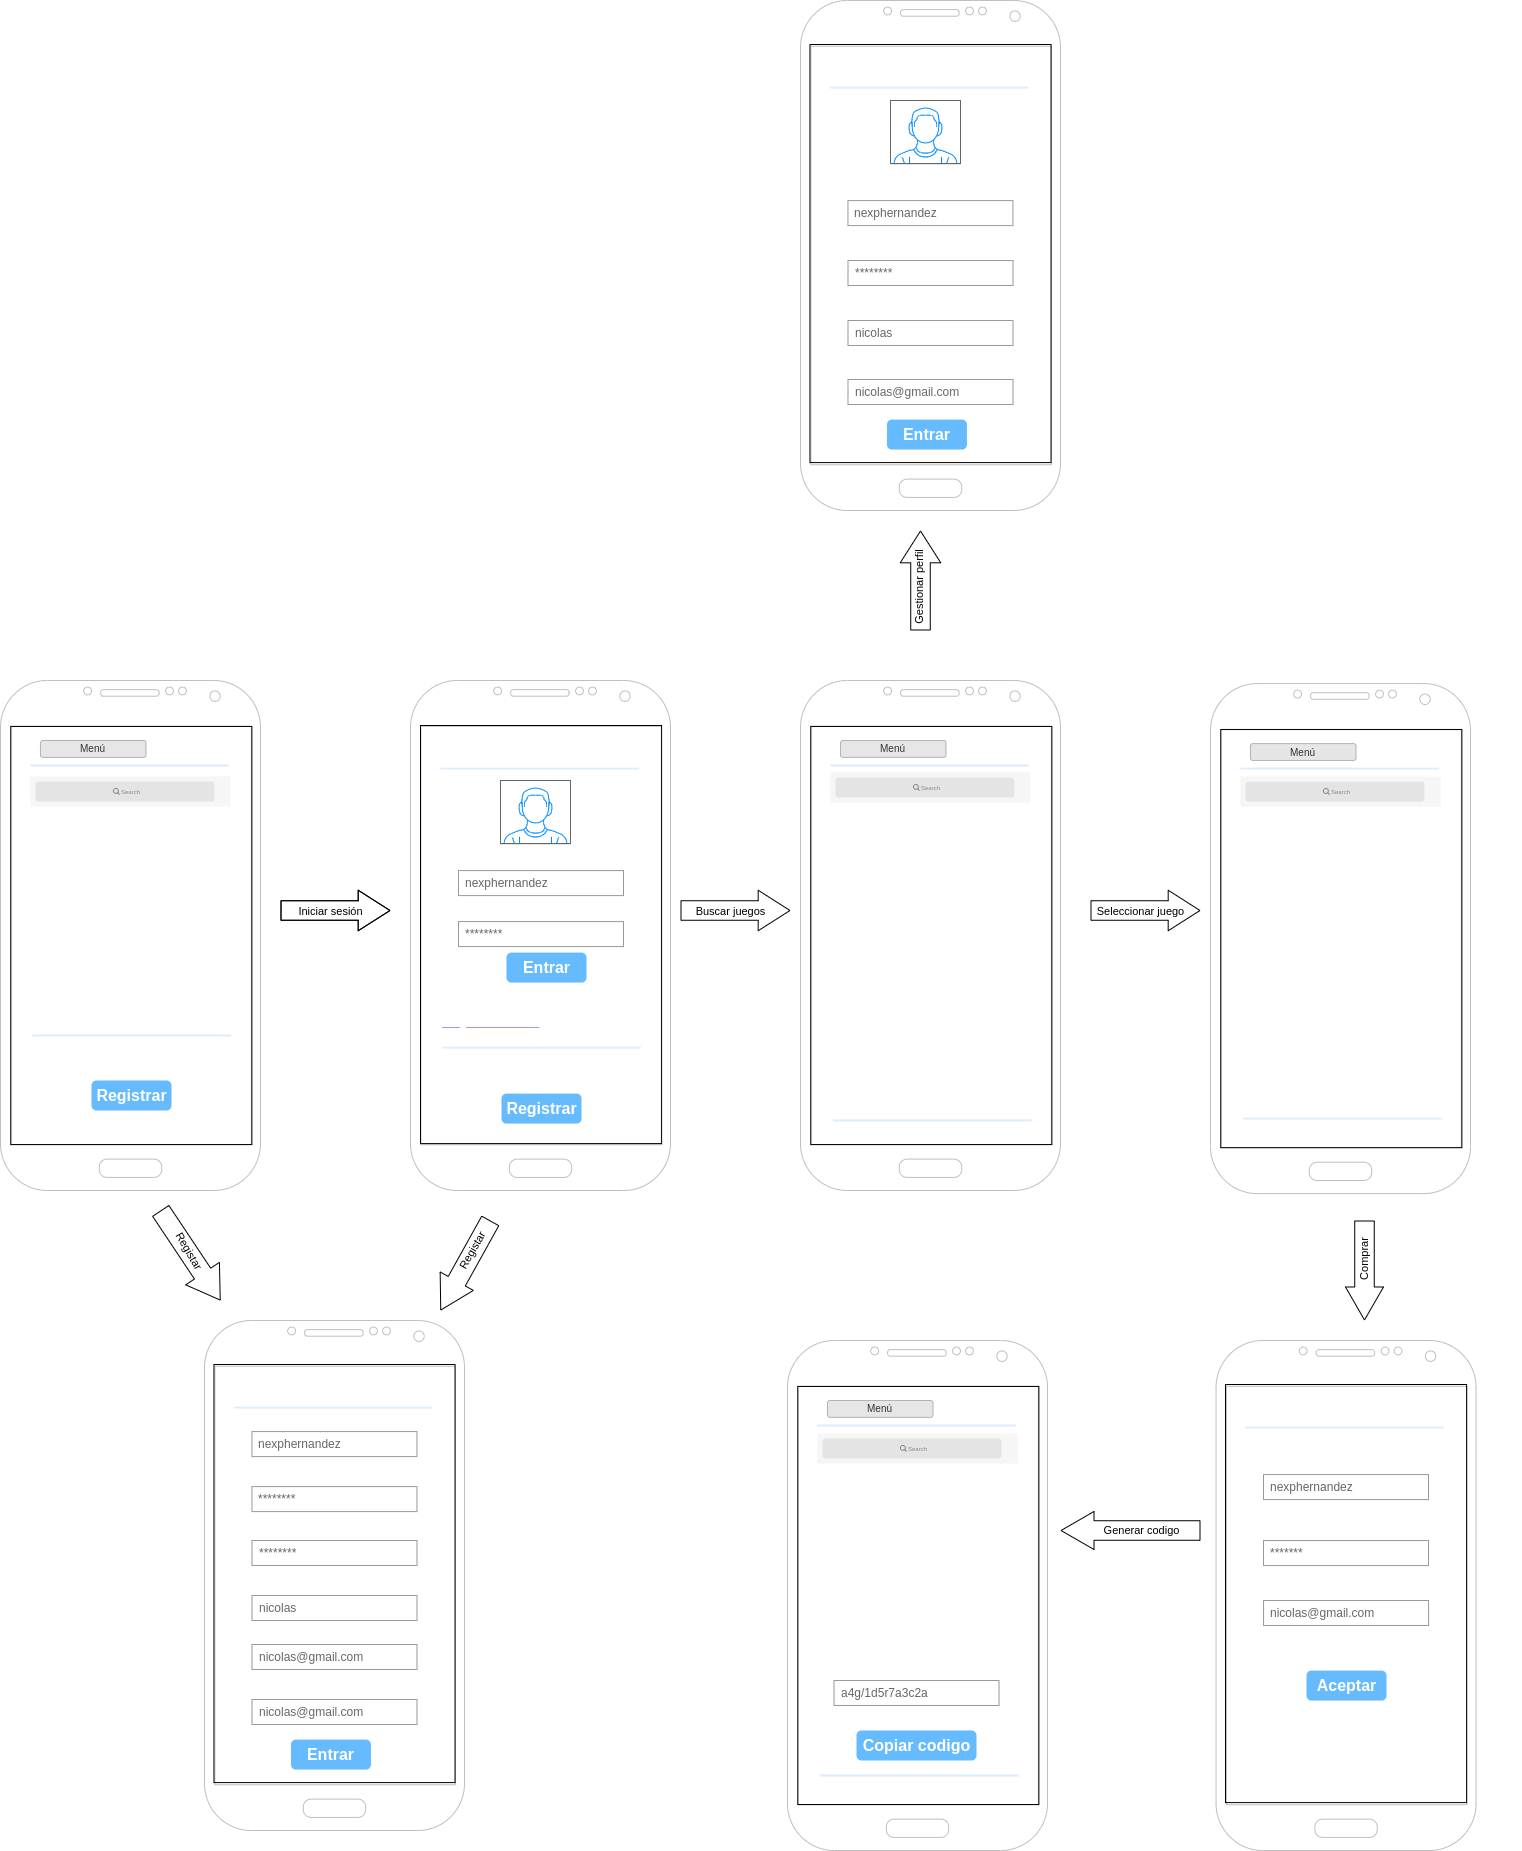 nexphernandez
********
nicolas
nicolas@gmail.com
Entrar
Gestionar perfil
Menú
Search
Registrar
Iniciar sesión
nexphernandez
********
Entrar
Registrar
Buscar juegos
Menú
Search
Seleccionar juego
Menú
Search
Registar
Registar
Comprar
nexphernandez
********
********
nicolas
nicolas@gmail.com
nicolas@gmail.com
Entrar
Menú
Search
a4g/1d5r7a3c2a
Copiar codigo
Generar codigo
nexphernandez
*******
nicolas@gmail.com
Aceptar